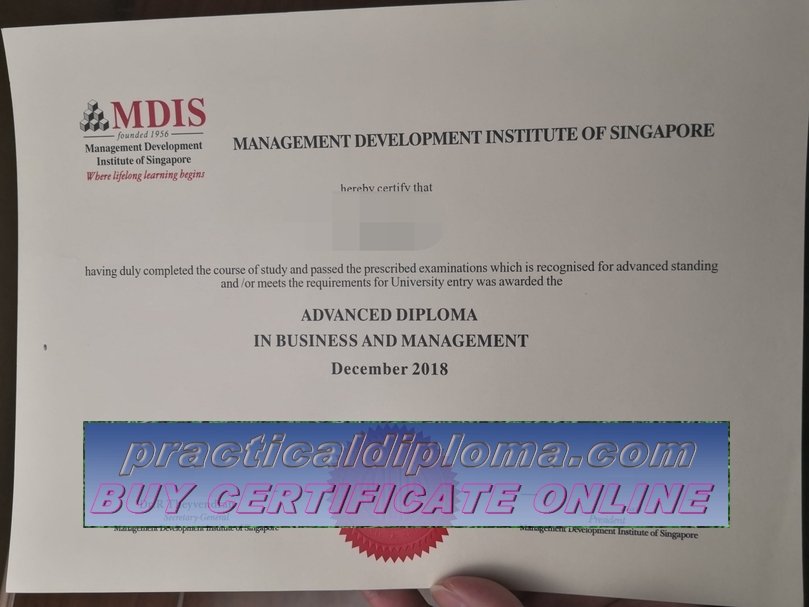 MDIS
founded 1956
Management Development
Institute of Singapore
Where lifelong learning begins
MANAGEMENT DEVELOPMENT INSTITUTE OF SINGAPORE
hereby certify that
having duly completed the course of study and passed the prescribed examinations which is recognised for advanced standing
and /or meets the requirements for University entry was awarded the
ADVANCED DIPLOMA
IN BUSINESS AND MANAGEMENT
December 2018
practicaldiploma.com
BUY CERTIFICATE ONLINE
Secretary-General
President
Management Development Institute of Singapore
Management Development Institute of Singapore